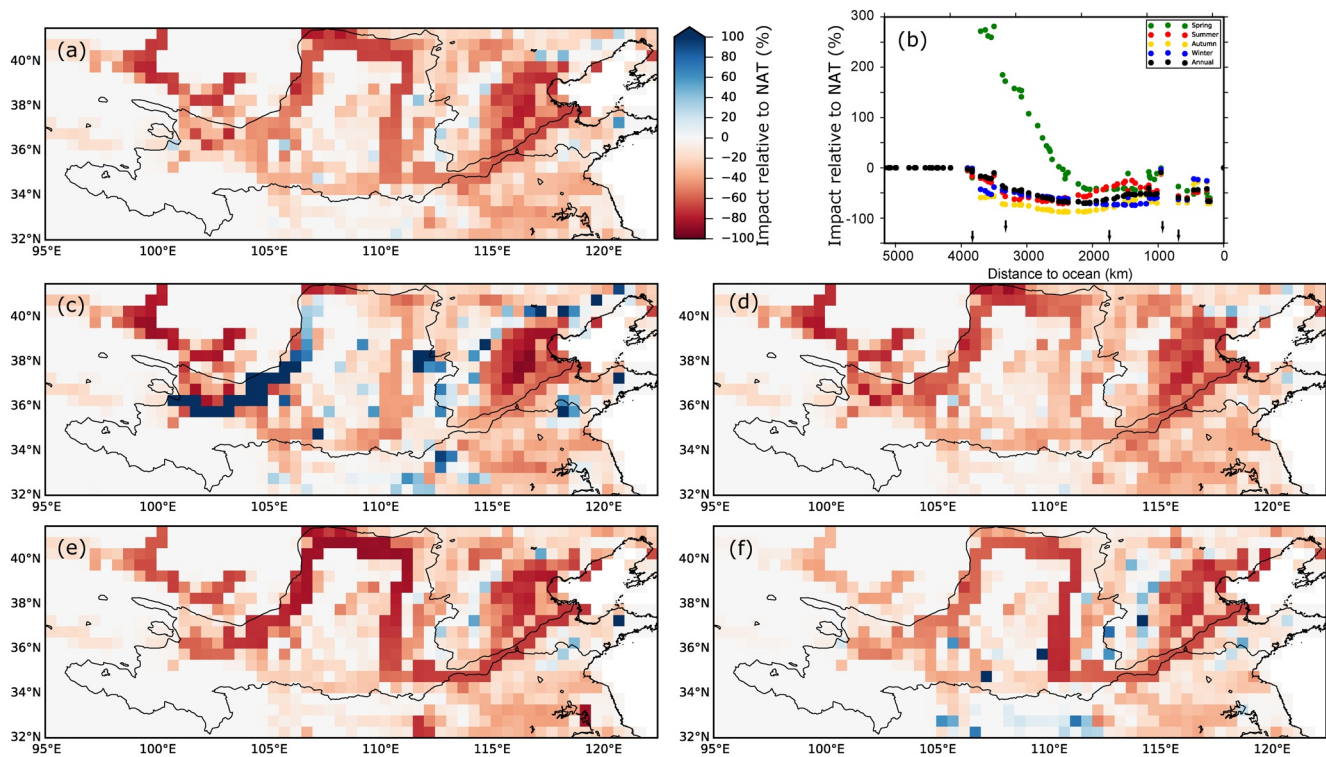 (a)
40°N
38°N
36°N
34°N
32°N
95°E 100°E 105°E 110°E 115°E 120°E
100
80
60
40
20
0
−20
−40
−60
−80
−100
Impact relative to NAT (%)
(b)
Impact relative to NAT (%)
300
200
100
0
-100
5000 4000 3000 2000 1000 0
Distance to ocean (km)
Spring
Summer
Autumn
Winter
Annual
(c)
40°N
38°N
36°N
34°N
32°N
95°E 100°E 105°E 110°E 115°E 120°E
(d)
40°N
38°N
36°N
34°N
32°N
95°E 100°E 105°E 110°E 115°E 120°E
(e)
40°N
38°N
36°N
34°N
32°N
95°E 100°E 105°E 110°E 115°E 120°E
(f)
40°N
38°N
36°N
34°N
32°N
95°E 100°E 105°E 110°E 115°E 120°E